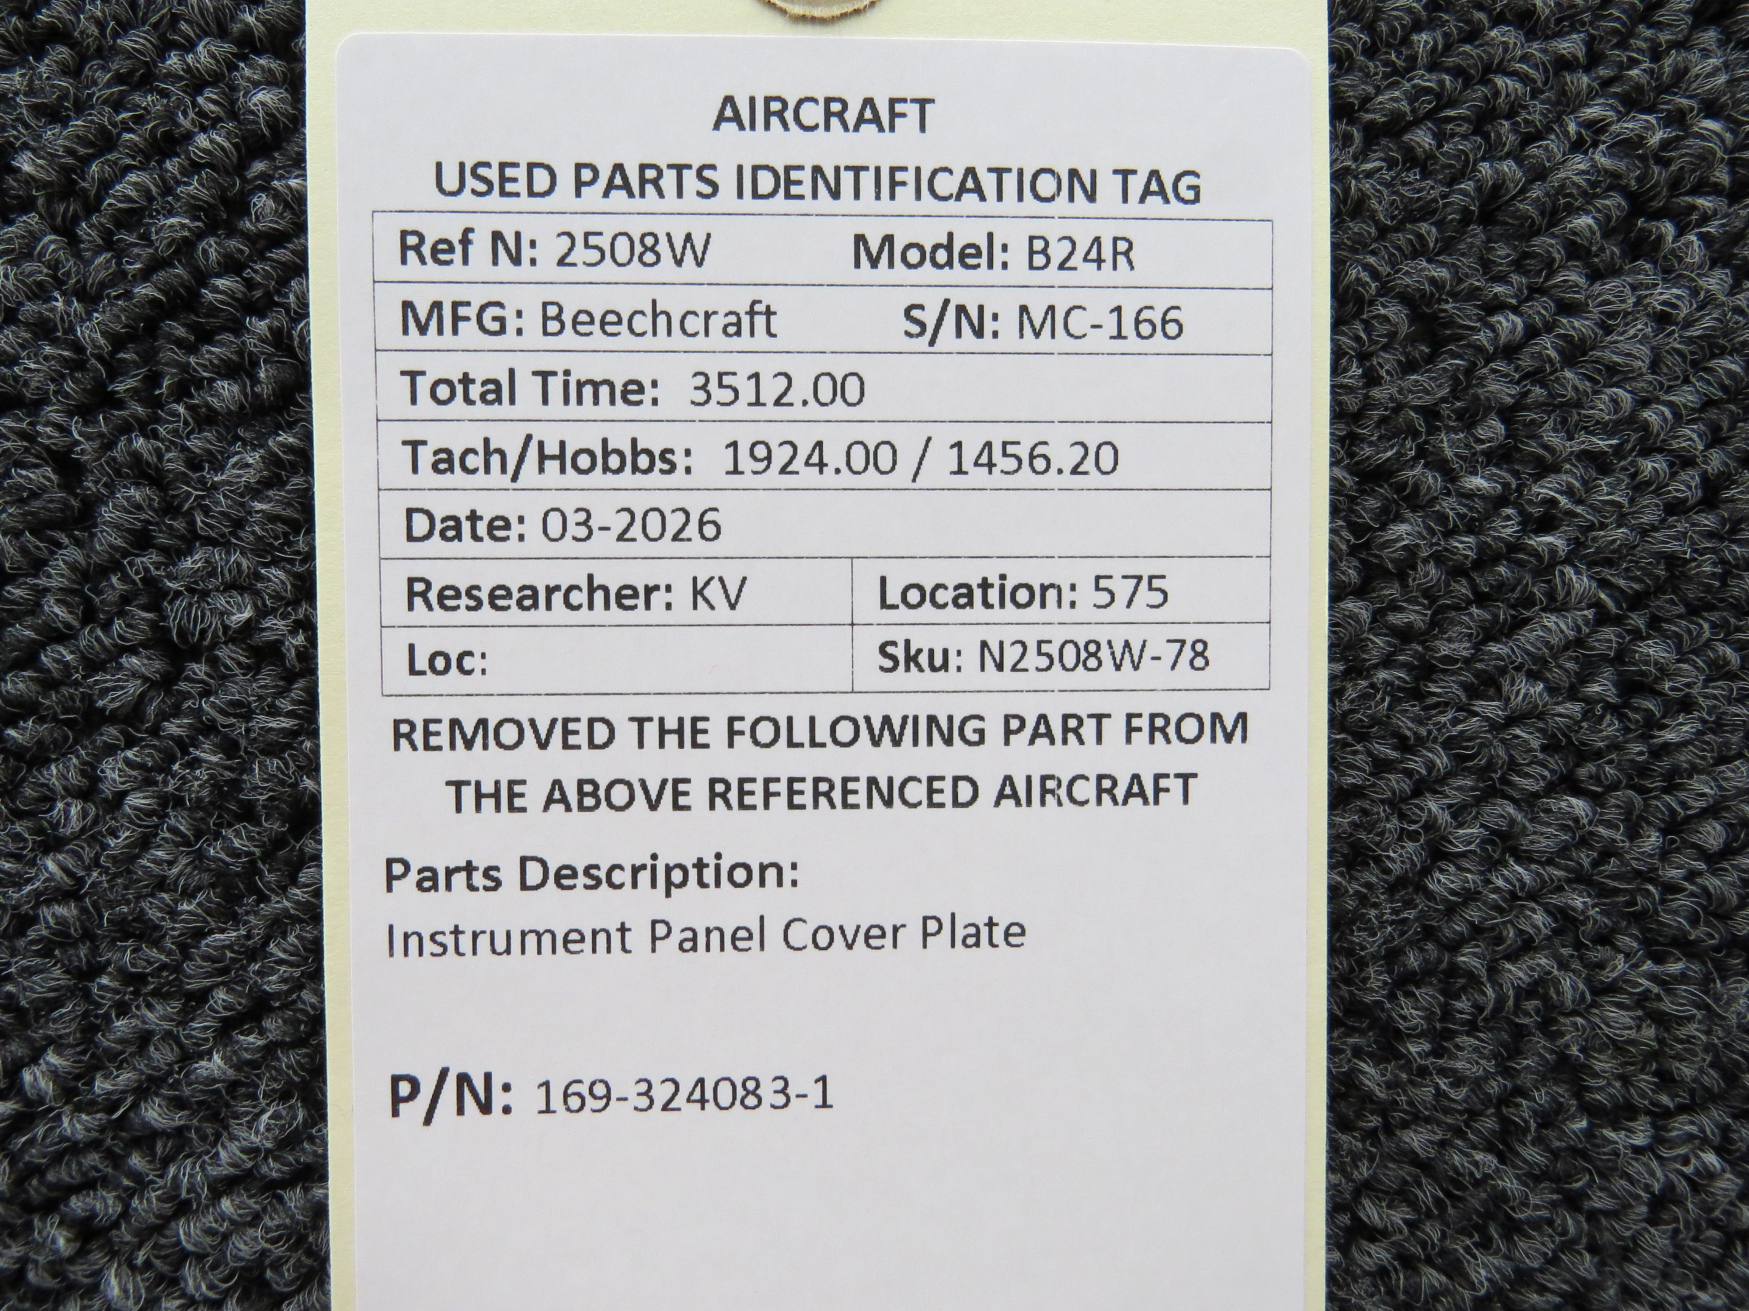 AIRCRAFT
USED PARTS IDENTIFICATION TAG
Ref N: 2508W Model: B24R
MFG: Beechcraft S/N: MC-166
Total Time: 3512.00
Tach/Hobbs: 1924.00 / 1456.20
Date: 03-2026
Researcher: KV Location: 575
Loc: Sku: N2508W-78
REMOVED THE FOLLOWING PART FROM
THE ABOVE REFERENCED AIRCRAFT
Parts Description:
Instrument Panel Cover Plate
P/N: 169-324083-1